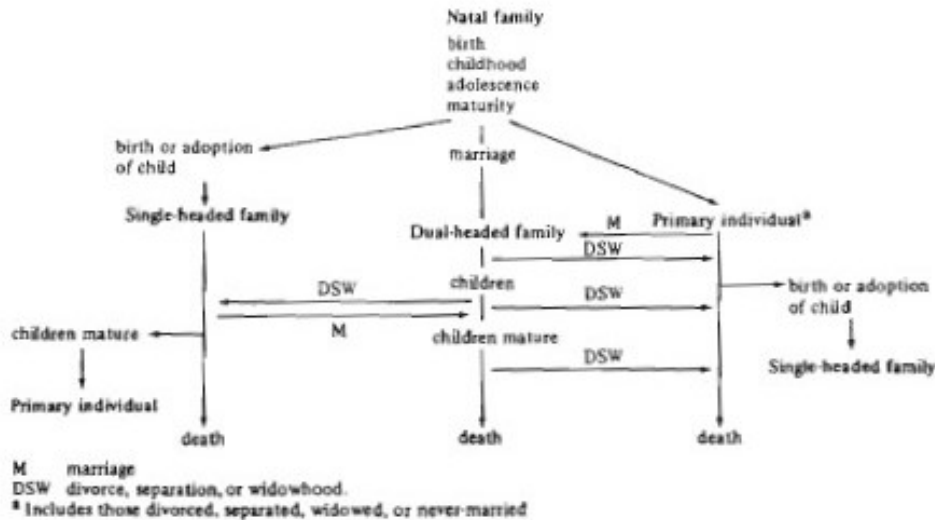 Natal family
birth
childhood
adolescence
maturity
birth or adoption
of child
marriage
Single-headed family
Primary individualª
M
Dual-headed family
DSW
children
DSW
DSW
birth or adoption
of child
M
children mature
children mature
DSW
Single-headed family
Primary individual
death
death
death
M marriage
DSW divorce, separation, or widowhood.
ª Includes those divorced, separated, widowed, or never-married